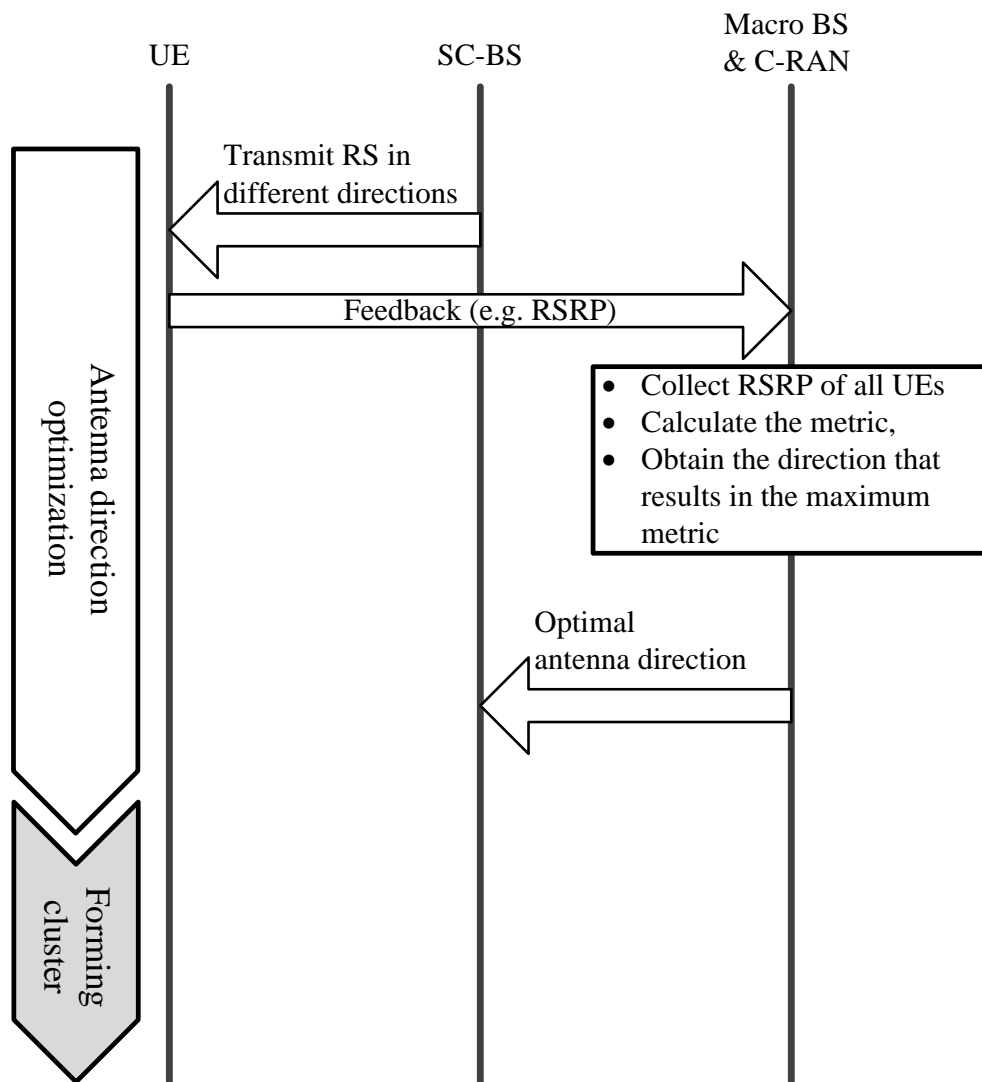 UE
SC-BS
Macro BS
& C-RAN
Transmit RS in
different directions
Feedback (e.g. RSRP)
• Collect RSRP of all UEs
• Calculate the metric,
• Obtain the direction that
results in the maximum
metric
Optimal
antenna direction
Antenna direction
optimization
Forming
cluster